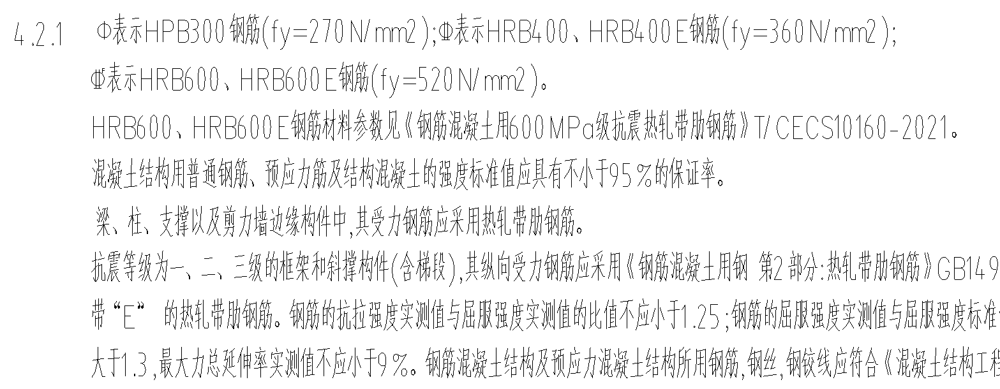 4.2.1 Φ表示HPB300钢筋(fy=270N/mm2);Φ表示HRB400、HRB400E钢筋(fy=360N/mm2);
Φ表示HRB600、HRB600E钢筋(fy=520N/mm2)。
HRB600、HRB600E钢筋材料参数见《钢筋混凝土用600MPa级抗震热轧带肋钢筋》T/CECS10160-2021。
混凝土结构用普通钢筋、预应力筋及结构混凝土的强度标准值应具有不小于95%的保证率。
梁、柱、支撑以及剪力墙边缘构件中,其受力钢筋应采用热轧带肋钢筋。
抗震等级为一、二、三级的框架和斜撑构件(含梯段),其纵向受力钢筋应采用《钢筋混凝土用钢 第2部分:热轧带肋钢筋》GB149
带“E” 的热轧带肋钢筋。钢筋的抗拉强度实测值与屈服强度实测值的比值不应小于1.25;钢筋的屈服强度实测值与屈服强度标准
大于1.3,最大力总延伸率实测值不应小于9%。钢筋混凝土结构及预应力混凝土结构所用钢筋,钢丝,钢铰线应符合《混凝土结构工程